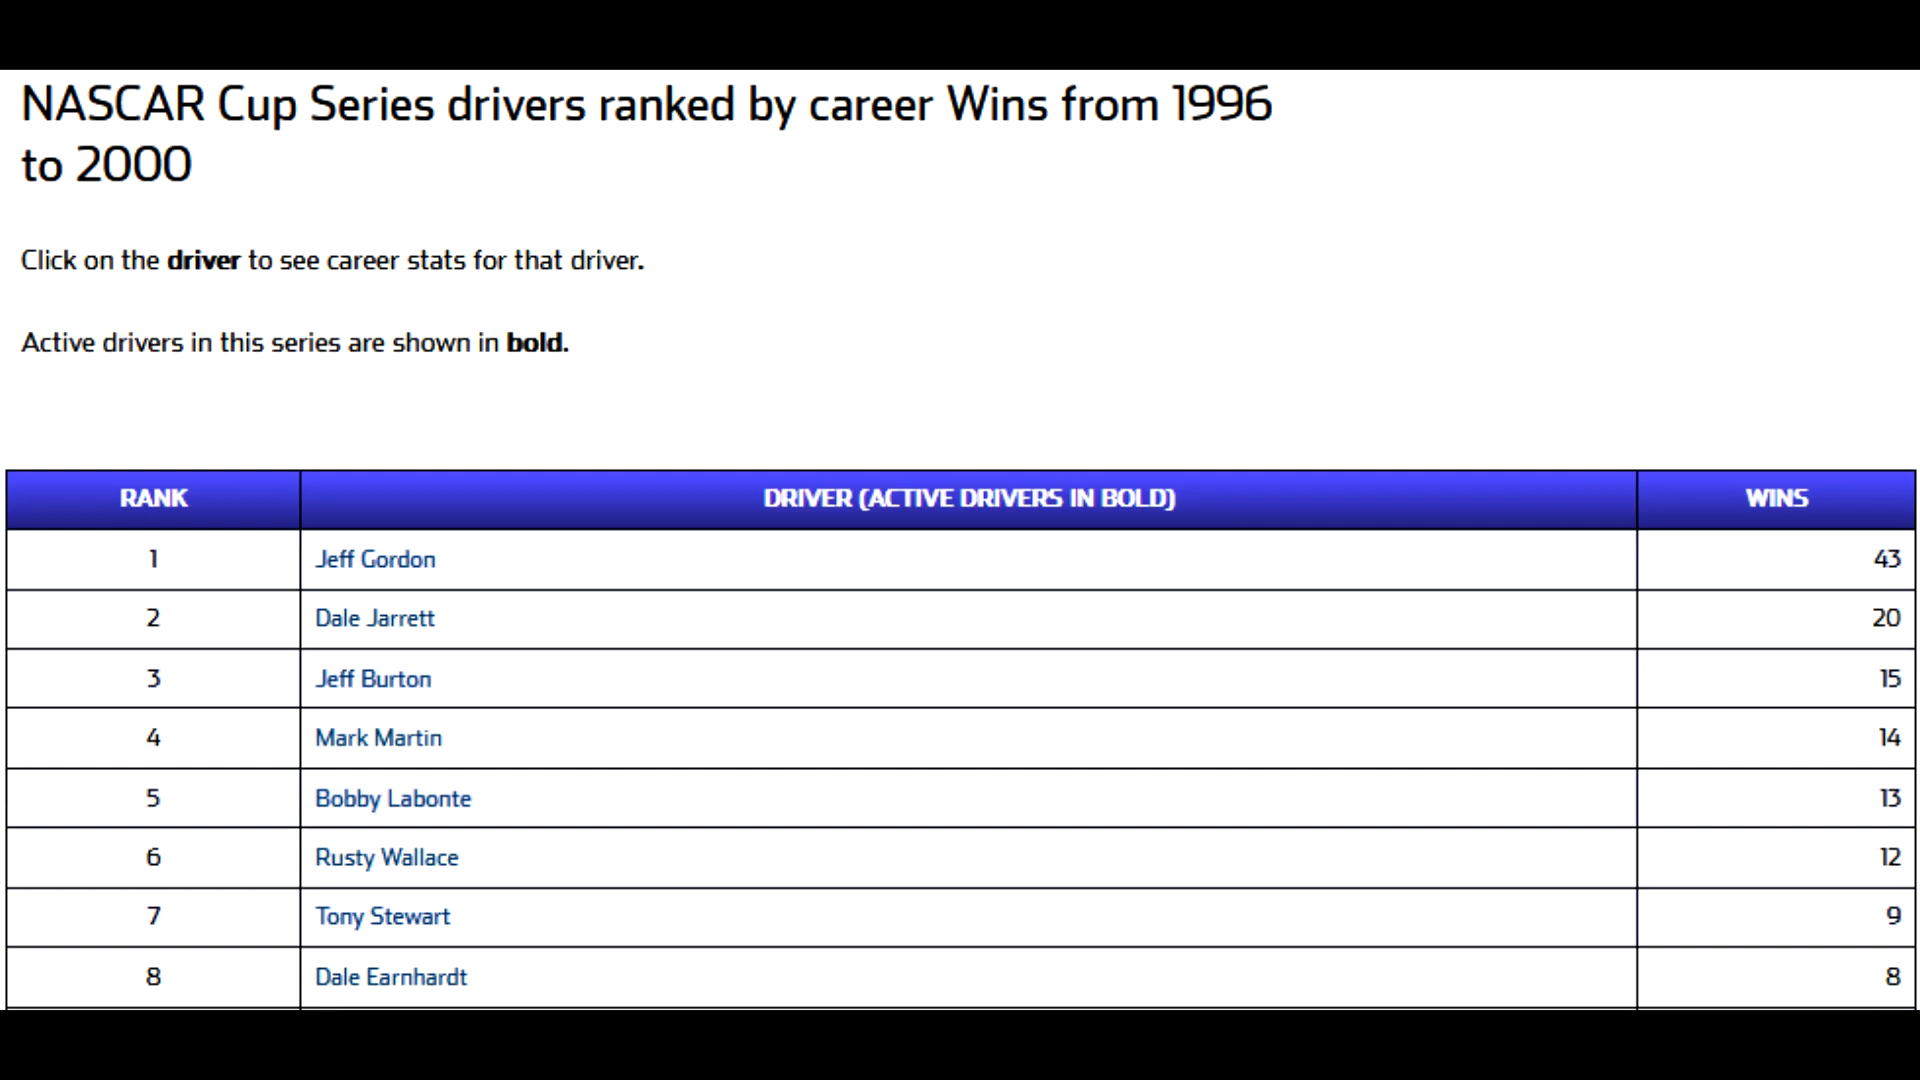 NASCAR Cup Series drivers ranked by career Wins from 1996
to 2000
Click on the driver to see career stats for that driver.
Active drivers in this series are shown in bold.
RANK DRIVER (ACTIVE DRIVERS IN BOLD) WINS
1 Jeff Gordon 43
2 Dale Jarrett 20
3 Jeff Burton 15
4 Mark Martin 14
5 Bobby Labonte 13
6 Rusty Wallace 12
7 Tony Stewart 9
8 Dale Earnhardt 8